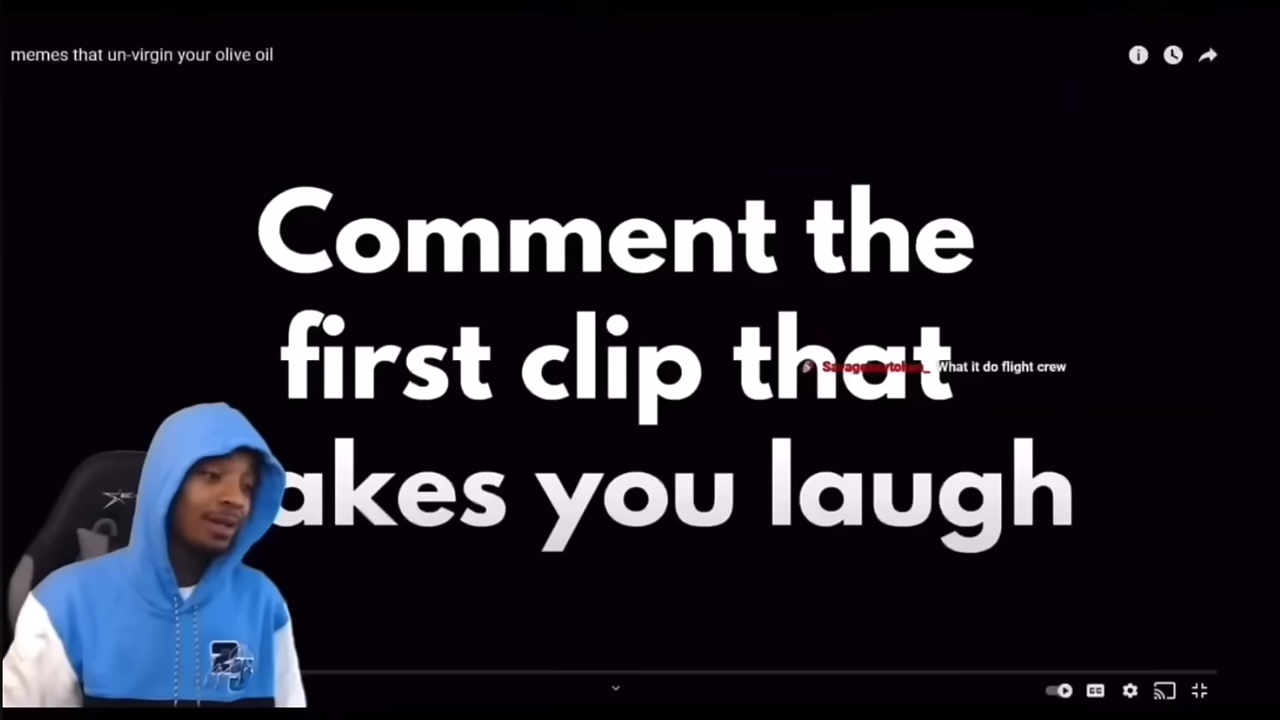 memes that un-virgin your olive oil
Comment the
first clip that
What it do flight crew
akes you laugh
CC